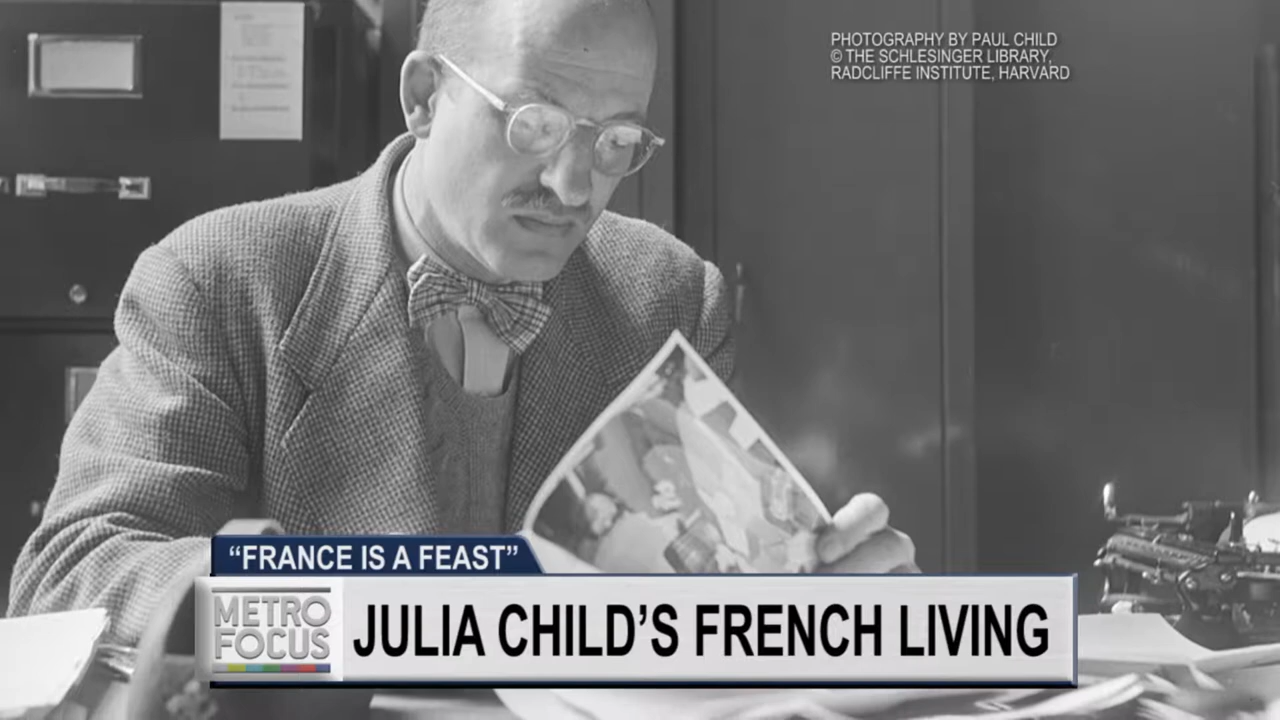 PHOTOGRAPHY BY PAUL CHILD
© THE SCHLESINGER LIBRARY,
RADCLIFFE INSTITUTE, HARVARD
“FRANCE IS A FEAST”
METRO
FOCUS
JULIA CHILD’S FRENCH LIVING